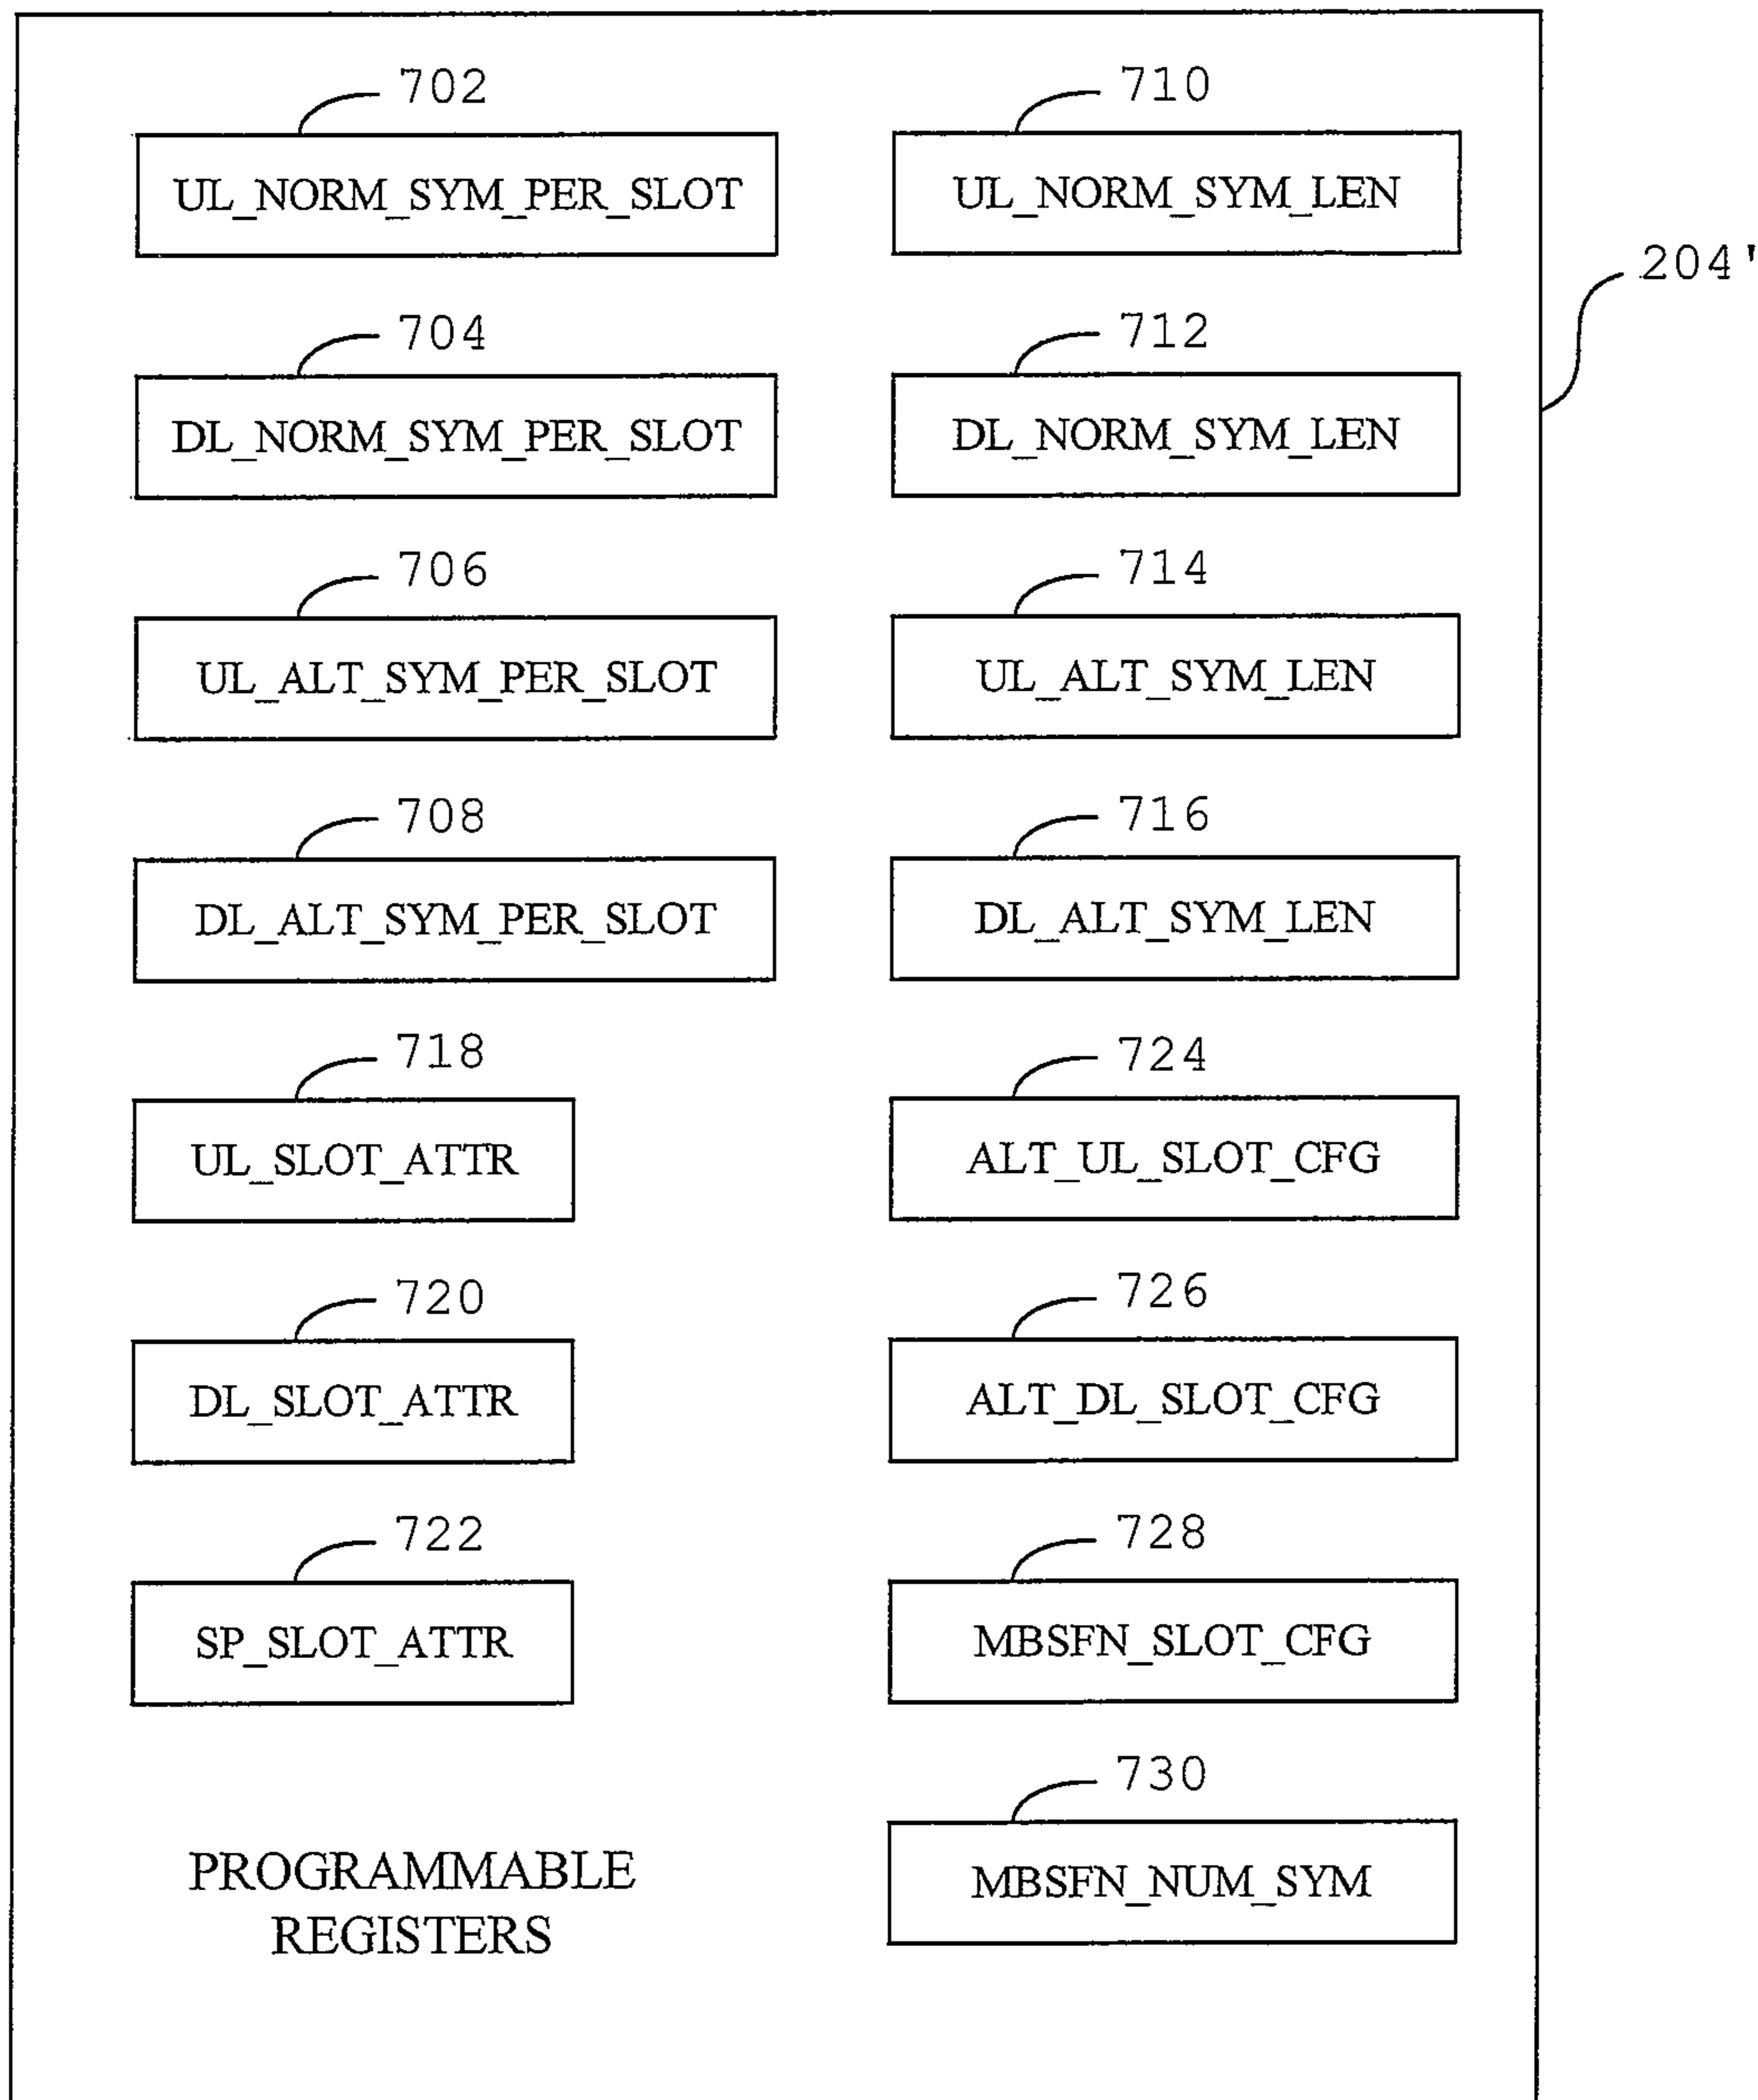 702
710
UL_NORM_SYM_PER_SLOT
UL_NORM_SYM_LEN
204'
704
712
DL_NORM_SYM_PER_SLOT
DL_NORM_SYM_LEN
706
714
UL_ALT_SYM_PER_SLOT
UL_ALT_SYM_LEN
708
716
DL_ALT_SYM_PER_SLOT
DL_ALT_SYM_LEN
718
724
UL_SLOT_ATTR
ALT_UL_SLOT_CFG
720
726
DL_SLOT_ATTR
ALT_DL_SLOT_CFG
722
728
SP_SLOT_ATTR
MBSFN_SLOT_CFG
730
MBSFN_NUM_SYM
PROGRAMMABLE
REGISTERS